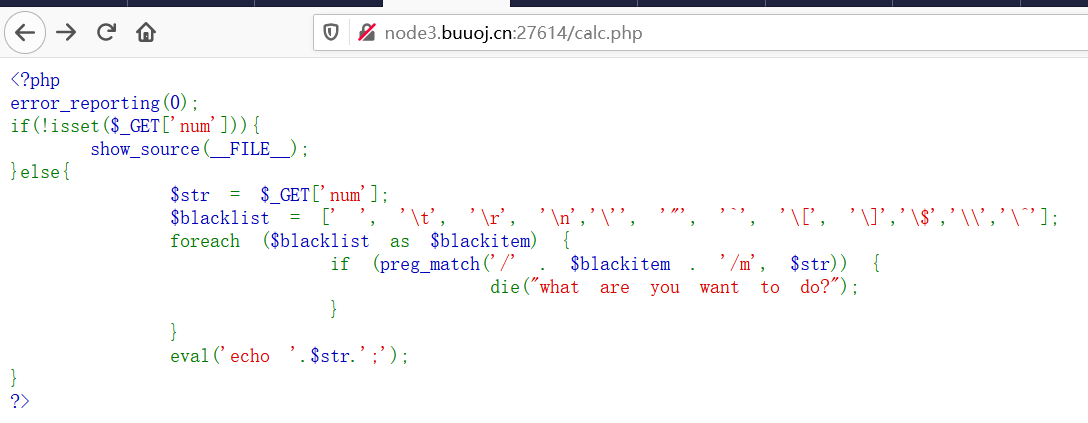 node3.buuoj.cn:27614/calc.php
<?php
error_reporting(0);
if(!isset($_GET['num'])){
show_source(__FILE__);
}else{
$str = $_GET['num'];
$blacklist = [' ', '\t', '\r', '\n','\'', '"', '`', '\[', '\]','\$','\\','\^'];
foreach ($blacklist as $blackitem) {
if (preg_match('/' . $blackitem . '/m', $str)) {
die("what are you want to do?");
}
}
eval('echo '.$str.';');
}
?>